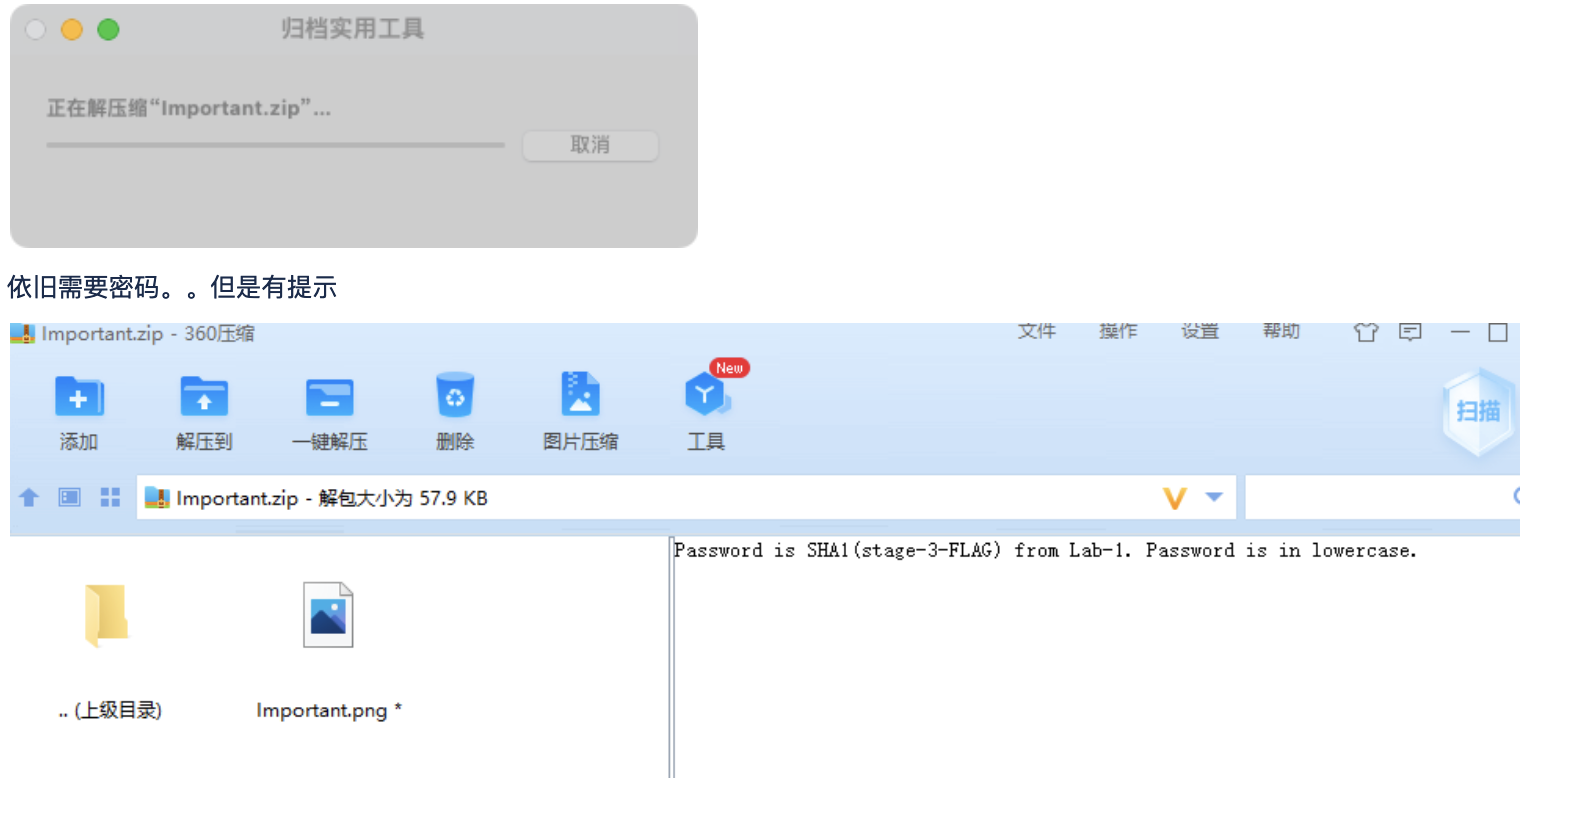 归档实用工具
正在解压缩“Important.zip”...
取消
依旧需要密码。。但是有提示
Important.zip - 360压缩
文件 操作 设置 帮助
New
扫描
添加 解压到 一键解压 删除 图片压缩 工具
Important.zip - 解包大小为 57.9 KB
Password is SHA1(stage-3-FLAG) from Lab-1. Password is in lowercase.
.. (上级目录) Important.png *